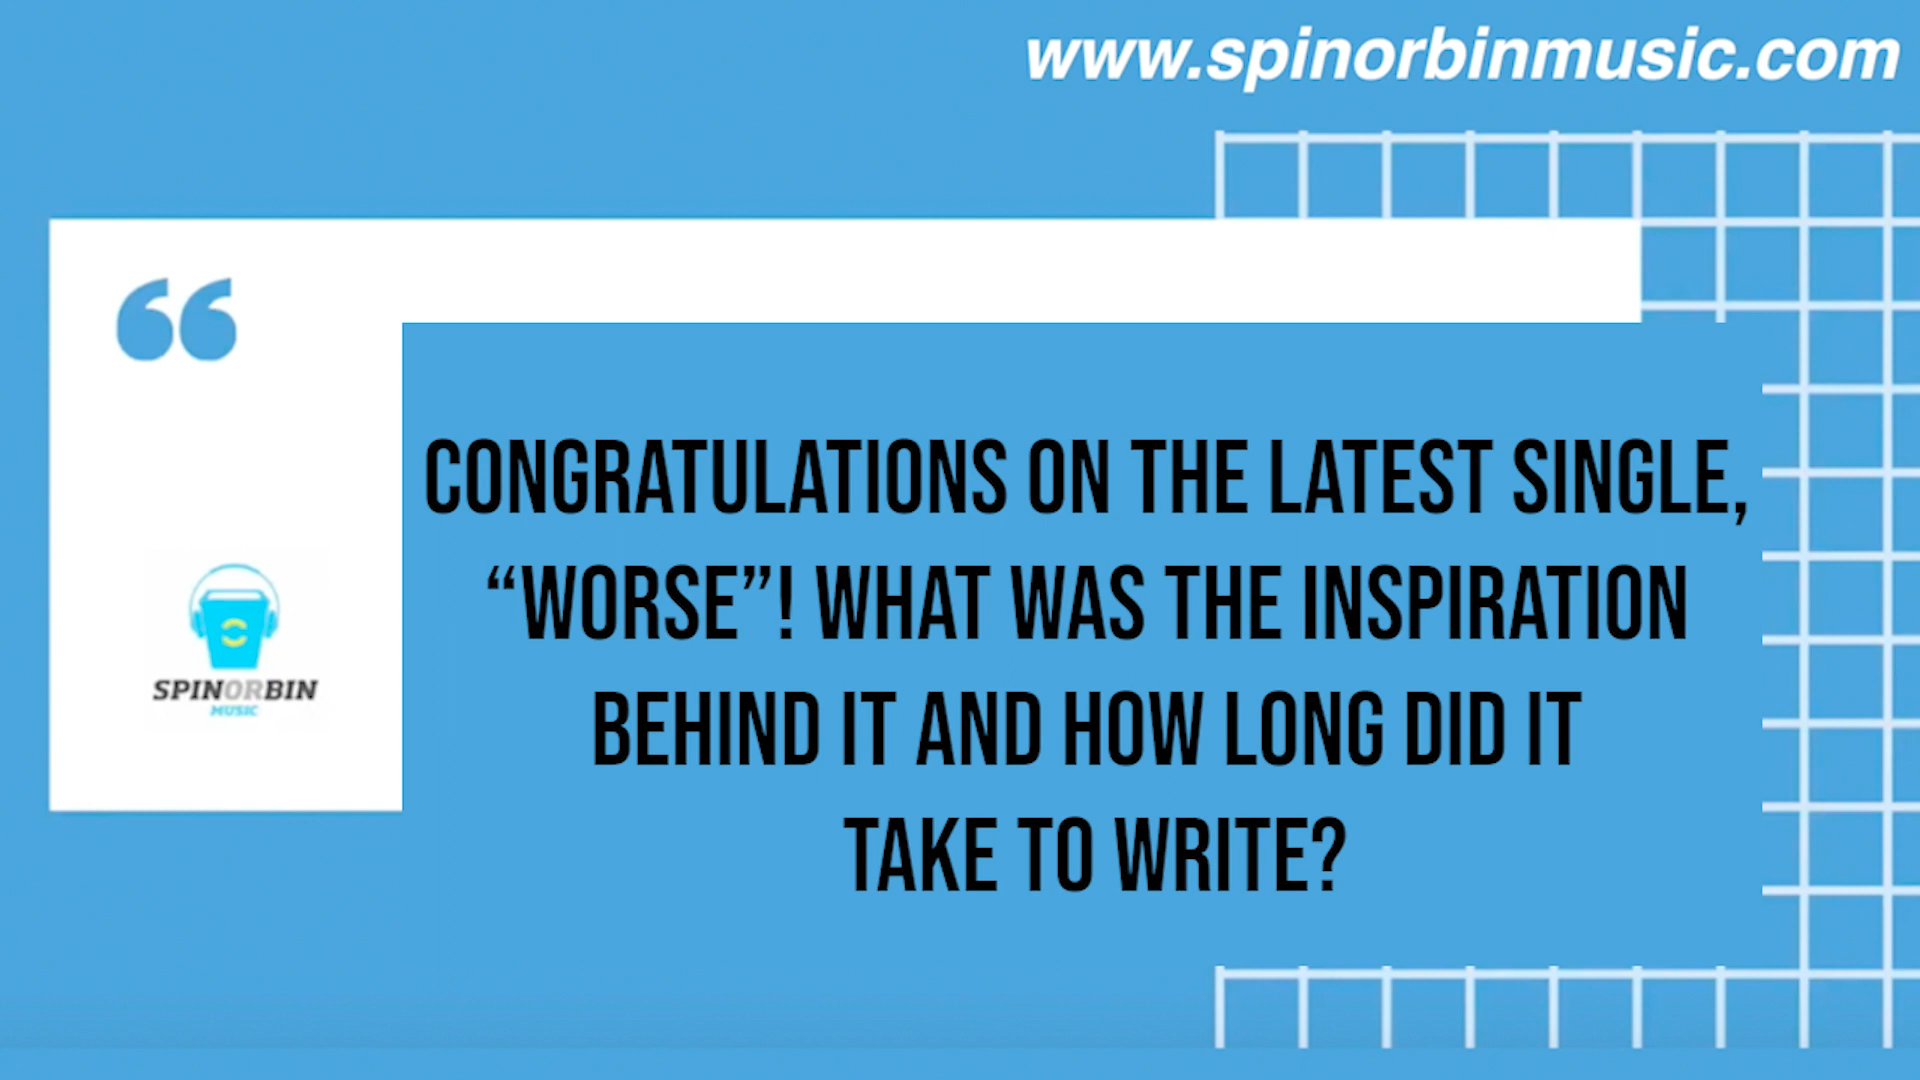 www.spinorbinmusic.com
“
SPINORBIN
MUSIC
CONGRATULATIONS ON THE LATEST SINGLE,
“WORSE”! WHAT WAS THE INSPIRATION
BEHIND IT AND HOW LONG DID IT
TAKE TO WRITE?